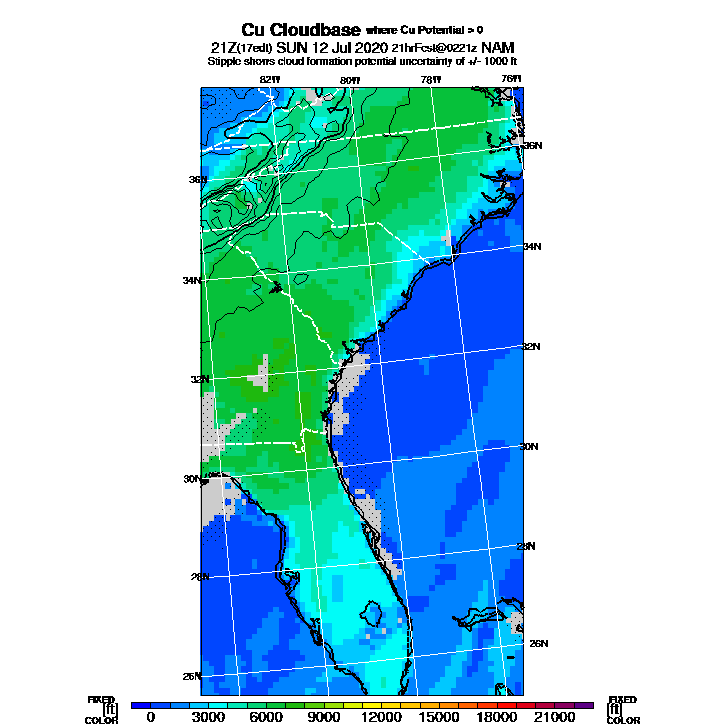 Cu Cloudbase where Cu Potential > 0
21Z(17edt) SUN 12 Jul 2020 21hrFcst@0221z NAM
Stipple shows cloud formation potential uncertainty of +/- 1000 ft
82W 80W 78W 76W
36N
36N
34N
34N
32N
32N
30N
30N
28N
28N
26N
26N
FIXED FIXED
[ft] [ft]
COLOR COLOR
0 3000 6000 9000 12000 15000 18000 21000